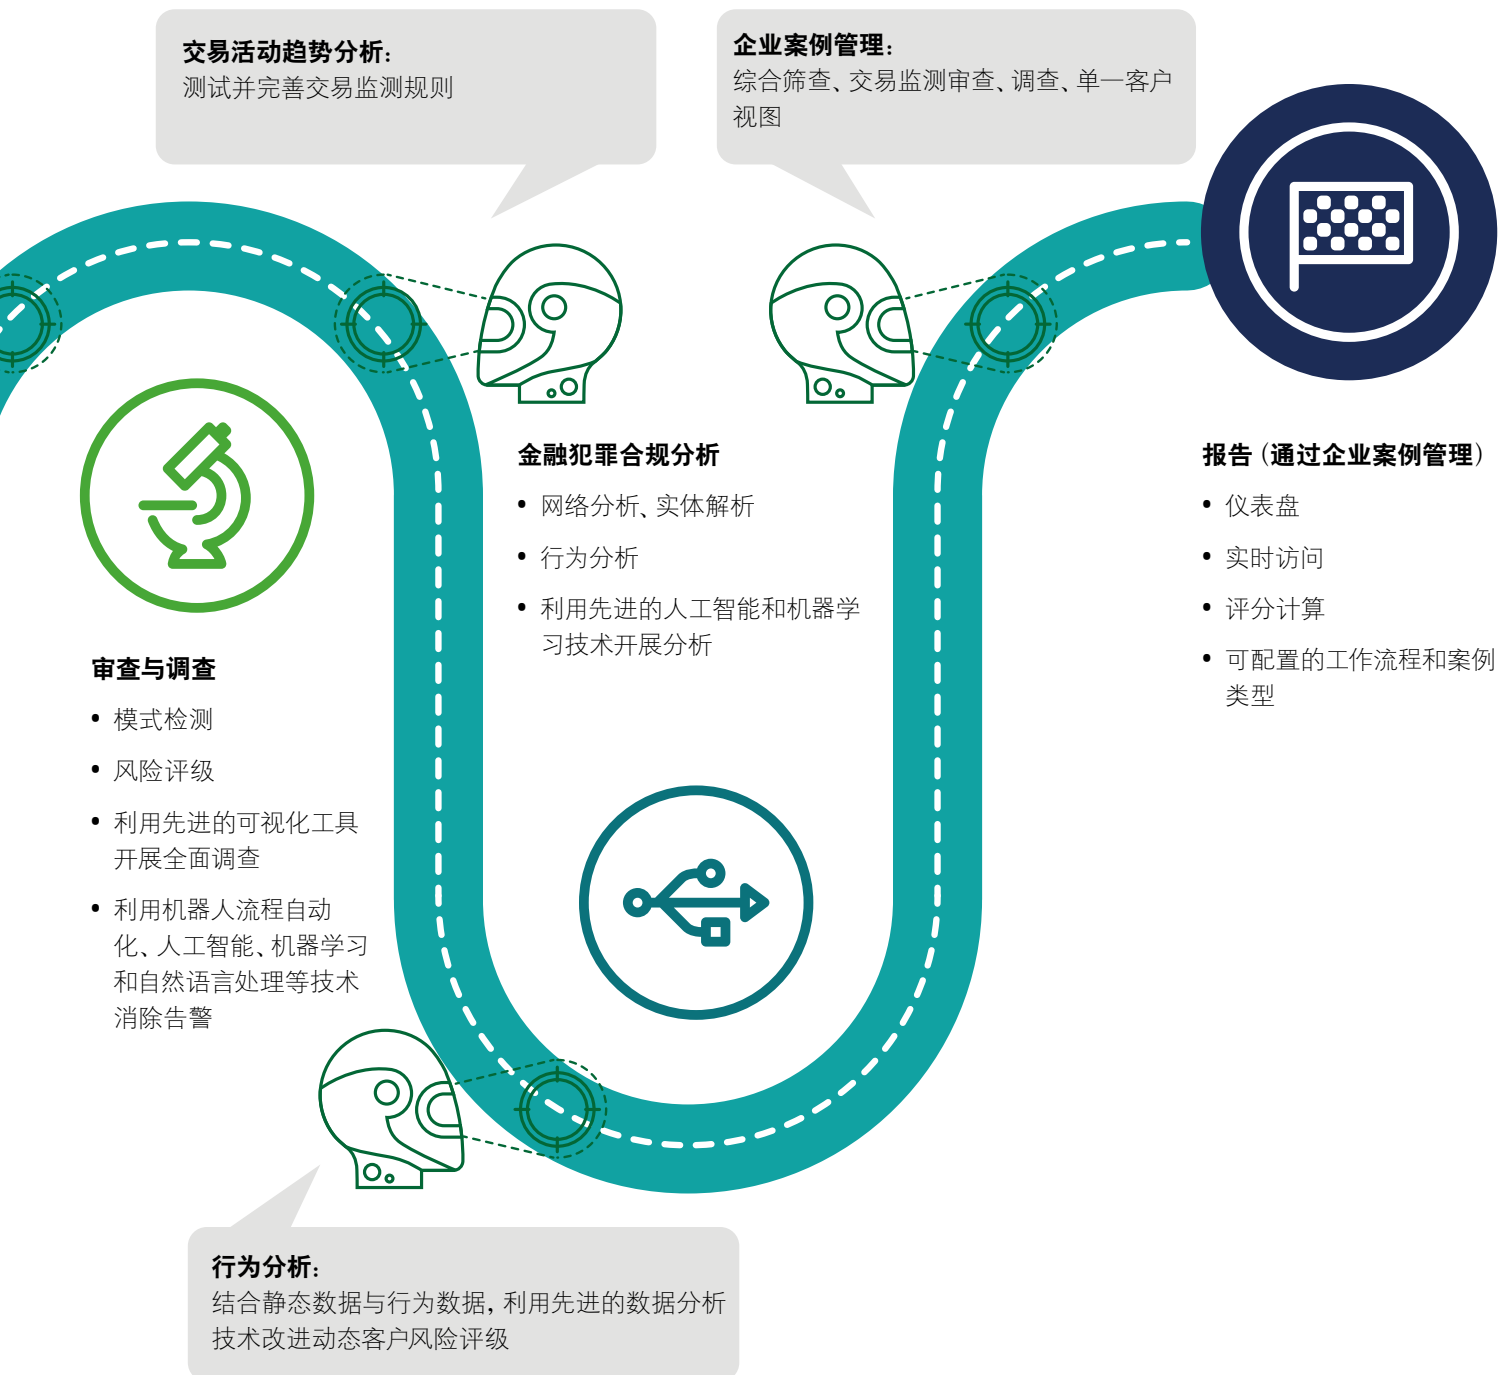 交易活动趋势分析：
测试并完善交易监测规则
企业案例管理：
综合筛查、交易监测审查、调查、单一客户
视图
审查与调查
• 模式检测
• 风险评级
• 利用先进的可视化工具
开展全面调查
• 利用机器人流程自动
化、人工智能、机器学习
和自然语言处理等技术
消除告警
金融犯罪合规分析
• 网络分析、实体解析
• 行为分析
• 利用先进的人工智能和机器学
习技术开展分析
报告（通过企业案例管理）
• 仪表盘
• 实时访问
• 评分计算
• 可配置的工作流程和案例
类型
行为分析：
结合静态数据与行为数据，利用先进的数据分析
技术改进动态客户风险评级